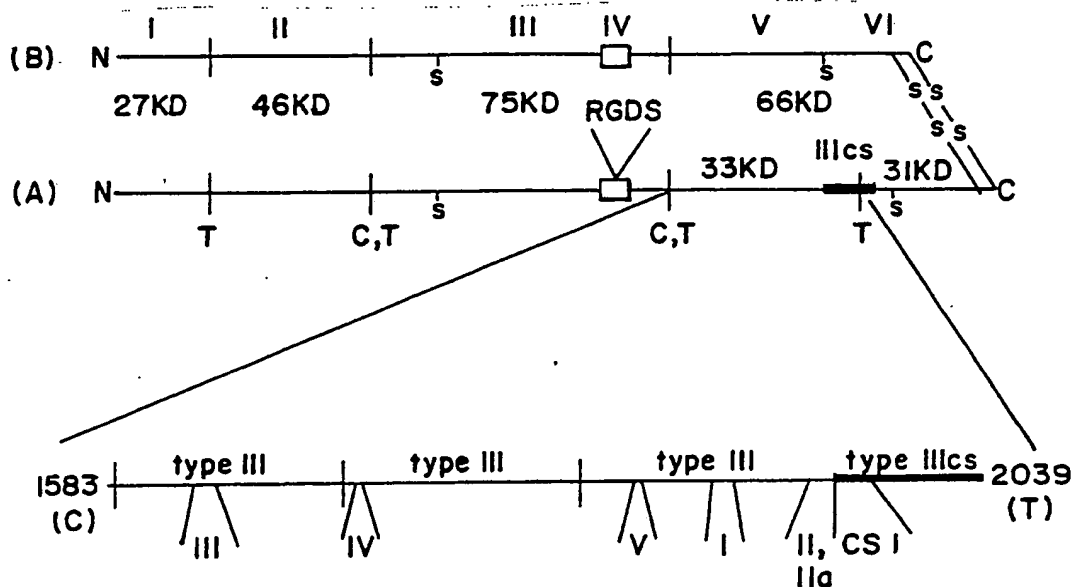 I II III IV V VI
(B) N C
s s s s
27KD 46KD 75KD 66KD s
RGDS s
IIIcs
(A) N 33KD 31KD C
s s
T C,T C,T T
type III type III type III type IIIcs
1583 2039
(C) (T)
III IV V I II, CS I
IIa